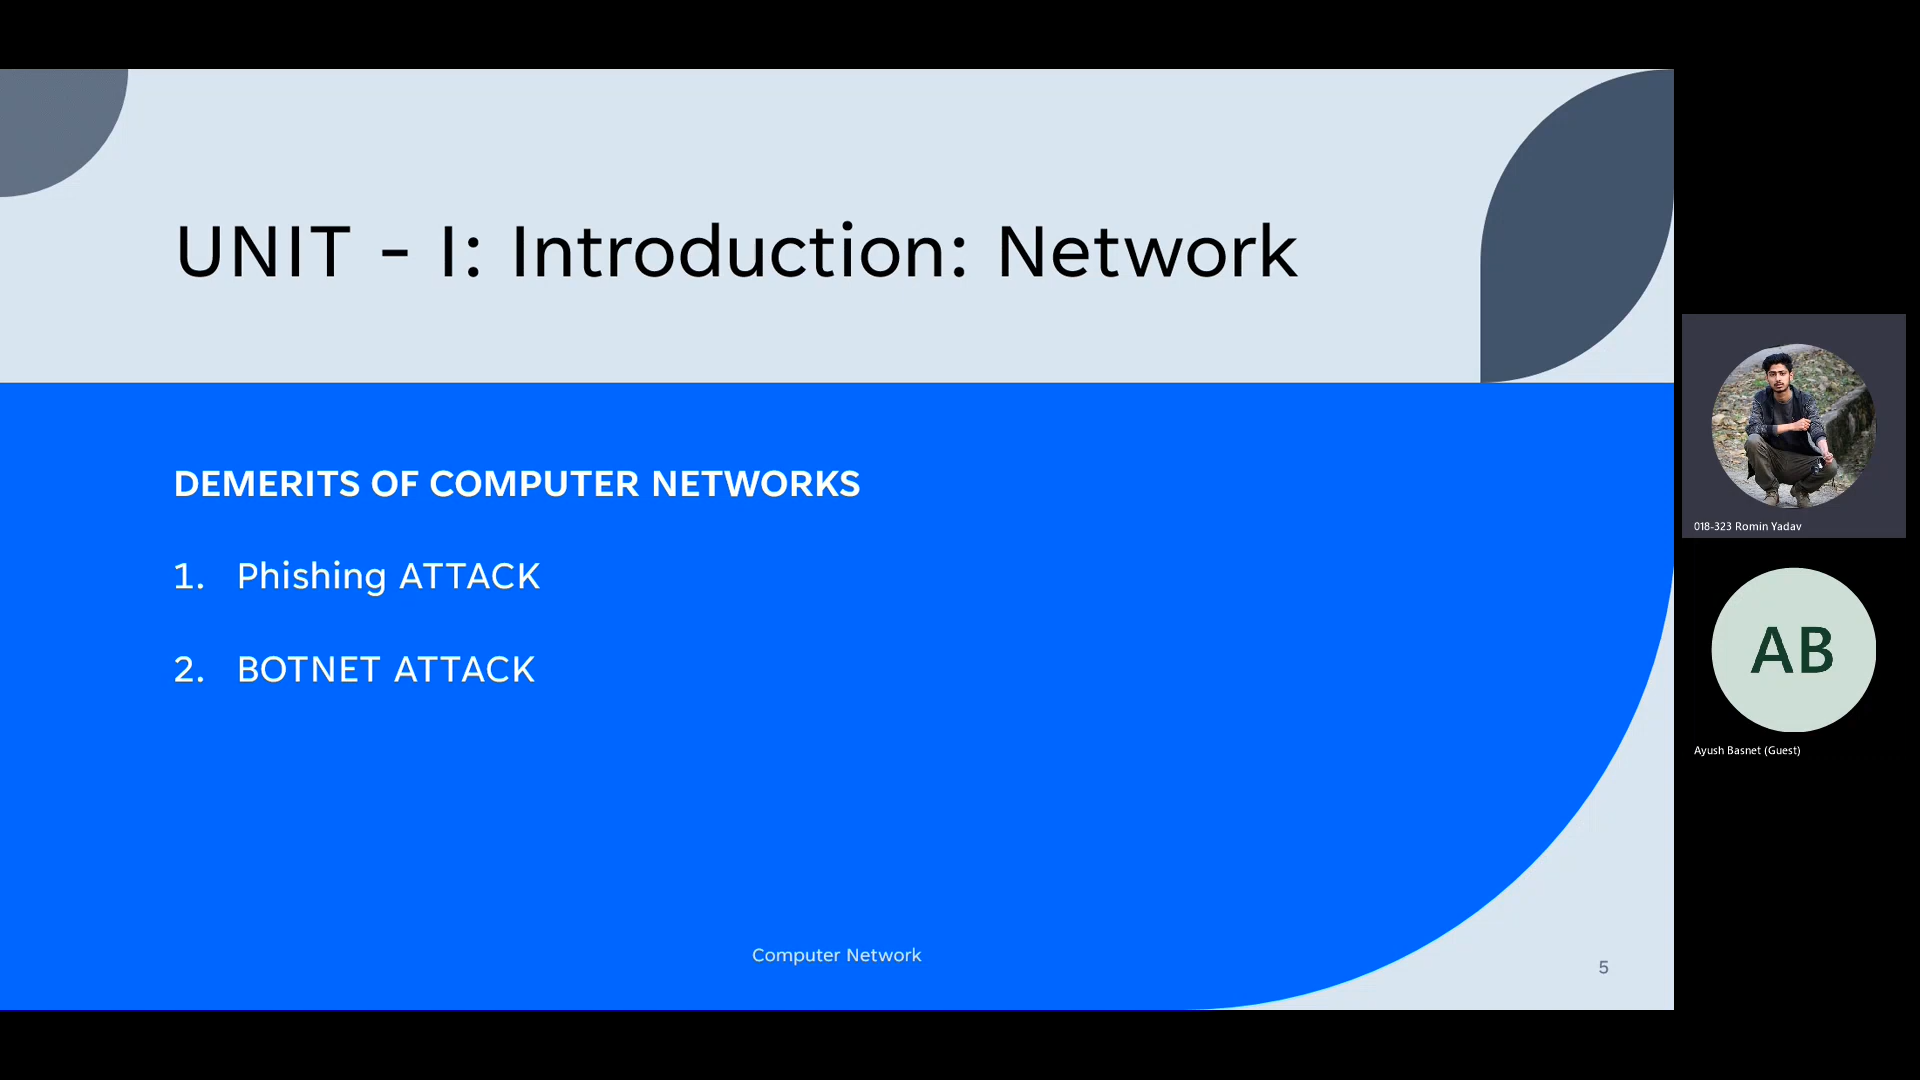 UNIT - I: Introduction: Network
DEMERITS OF COMPUTER NETWORKS
1. Phishing ATTACK
2. BOTNET ATTACK
Computer Network
5
018-323 Romin Yadav
AB
Ayush Basnet (Guest)